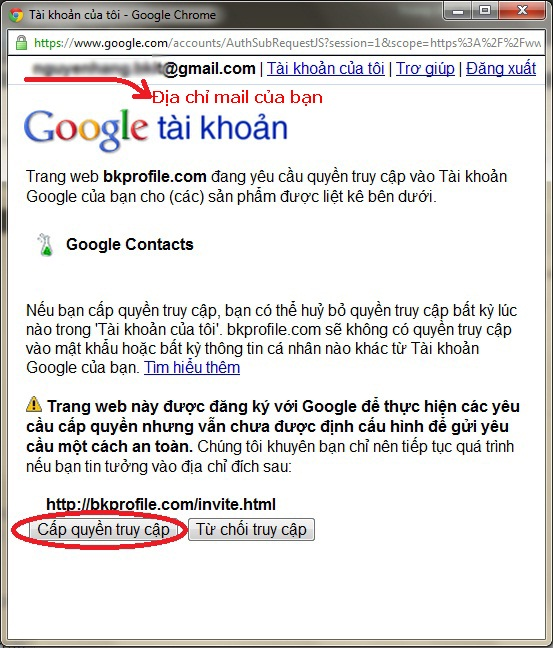 Tài khoản của tôi - Google Chrome
https://www.google.com/accounts/AuthSubRequestJS?session=1&scope=https%3A%2F%2Fww
@gmail.com | Tài khoản của tôi | Trợ giúp | Đăng xuất
Địa chỉ mail của bạn
Google tài khoản
Trang web bkprofile.com đang yêu cầu quyền truy cập vào Tài khoản
Google của bạn cho (các) sản phẩm được liệt kê bên dưới.
Google Contacts
Nếu bạn cấp quyền truy cập, bạn có thể huỷ bỏ quyền truy cập bất kỳ lúc
nào trong 'Tài khoản của tôi'. bkprofile.com sẽ không có quyền truy cập
vào mật khẩu hoặc bất kỳ thông tin cá nhân nào khác từ Tài khoản
Google của bạn. Tìm hiểu thêm
Trang web này được đăng ký với Google để thực hiện các yêu
cầu cấp quyền nhưng vẫn chưa được định cấu hình để gửi yêu
cầu một cách an toàn. Chúng tôi khuyên bạn chỉ nên tiếp tục quá trình
nếu bạn tin tưởng vào địa chỉ đích sau:
http://bkprofile.com/invite.html
Cấp quyền truy cập Từ chối truy cập